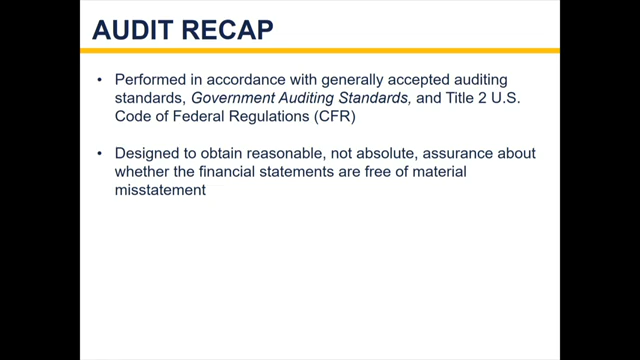 AUDIT RECAP
• Performed in accordance with generally accepted auditing
standards, Government Auditing Standards, and Title 2 U.S.
Code of Federal Regulations (CFR)
• Designed to obtain reasonable, not absolute, assurance about
whether the financial statements are free of material
misstatement